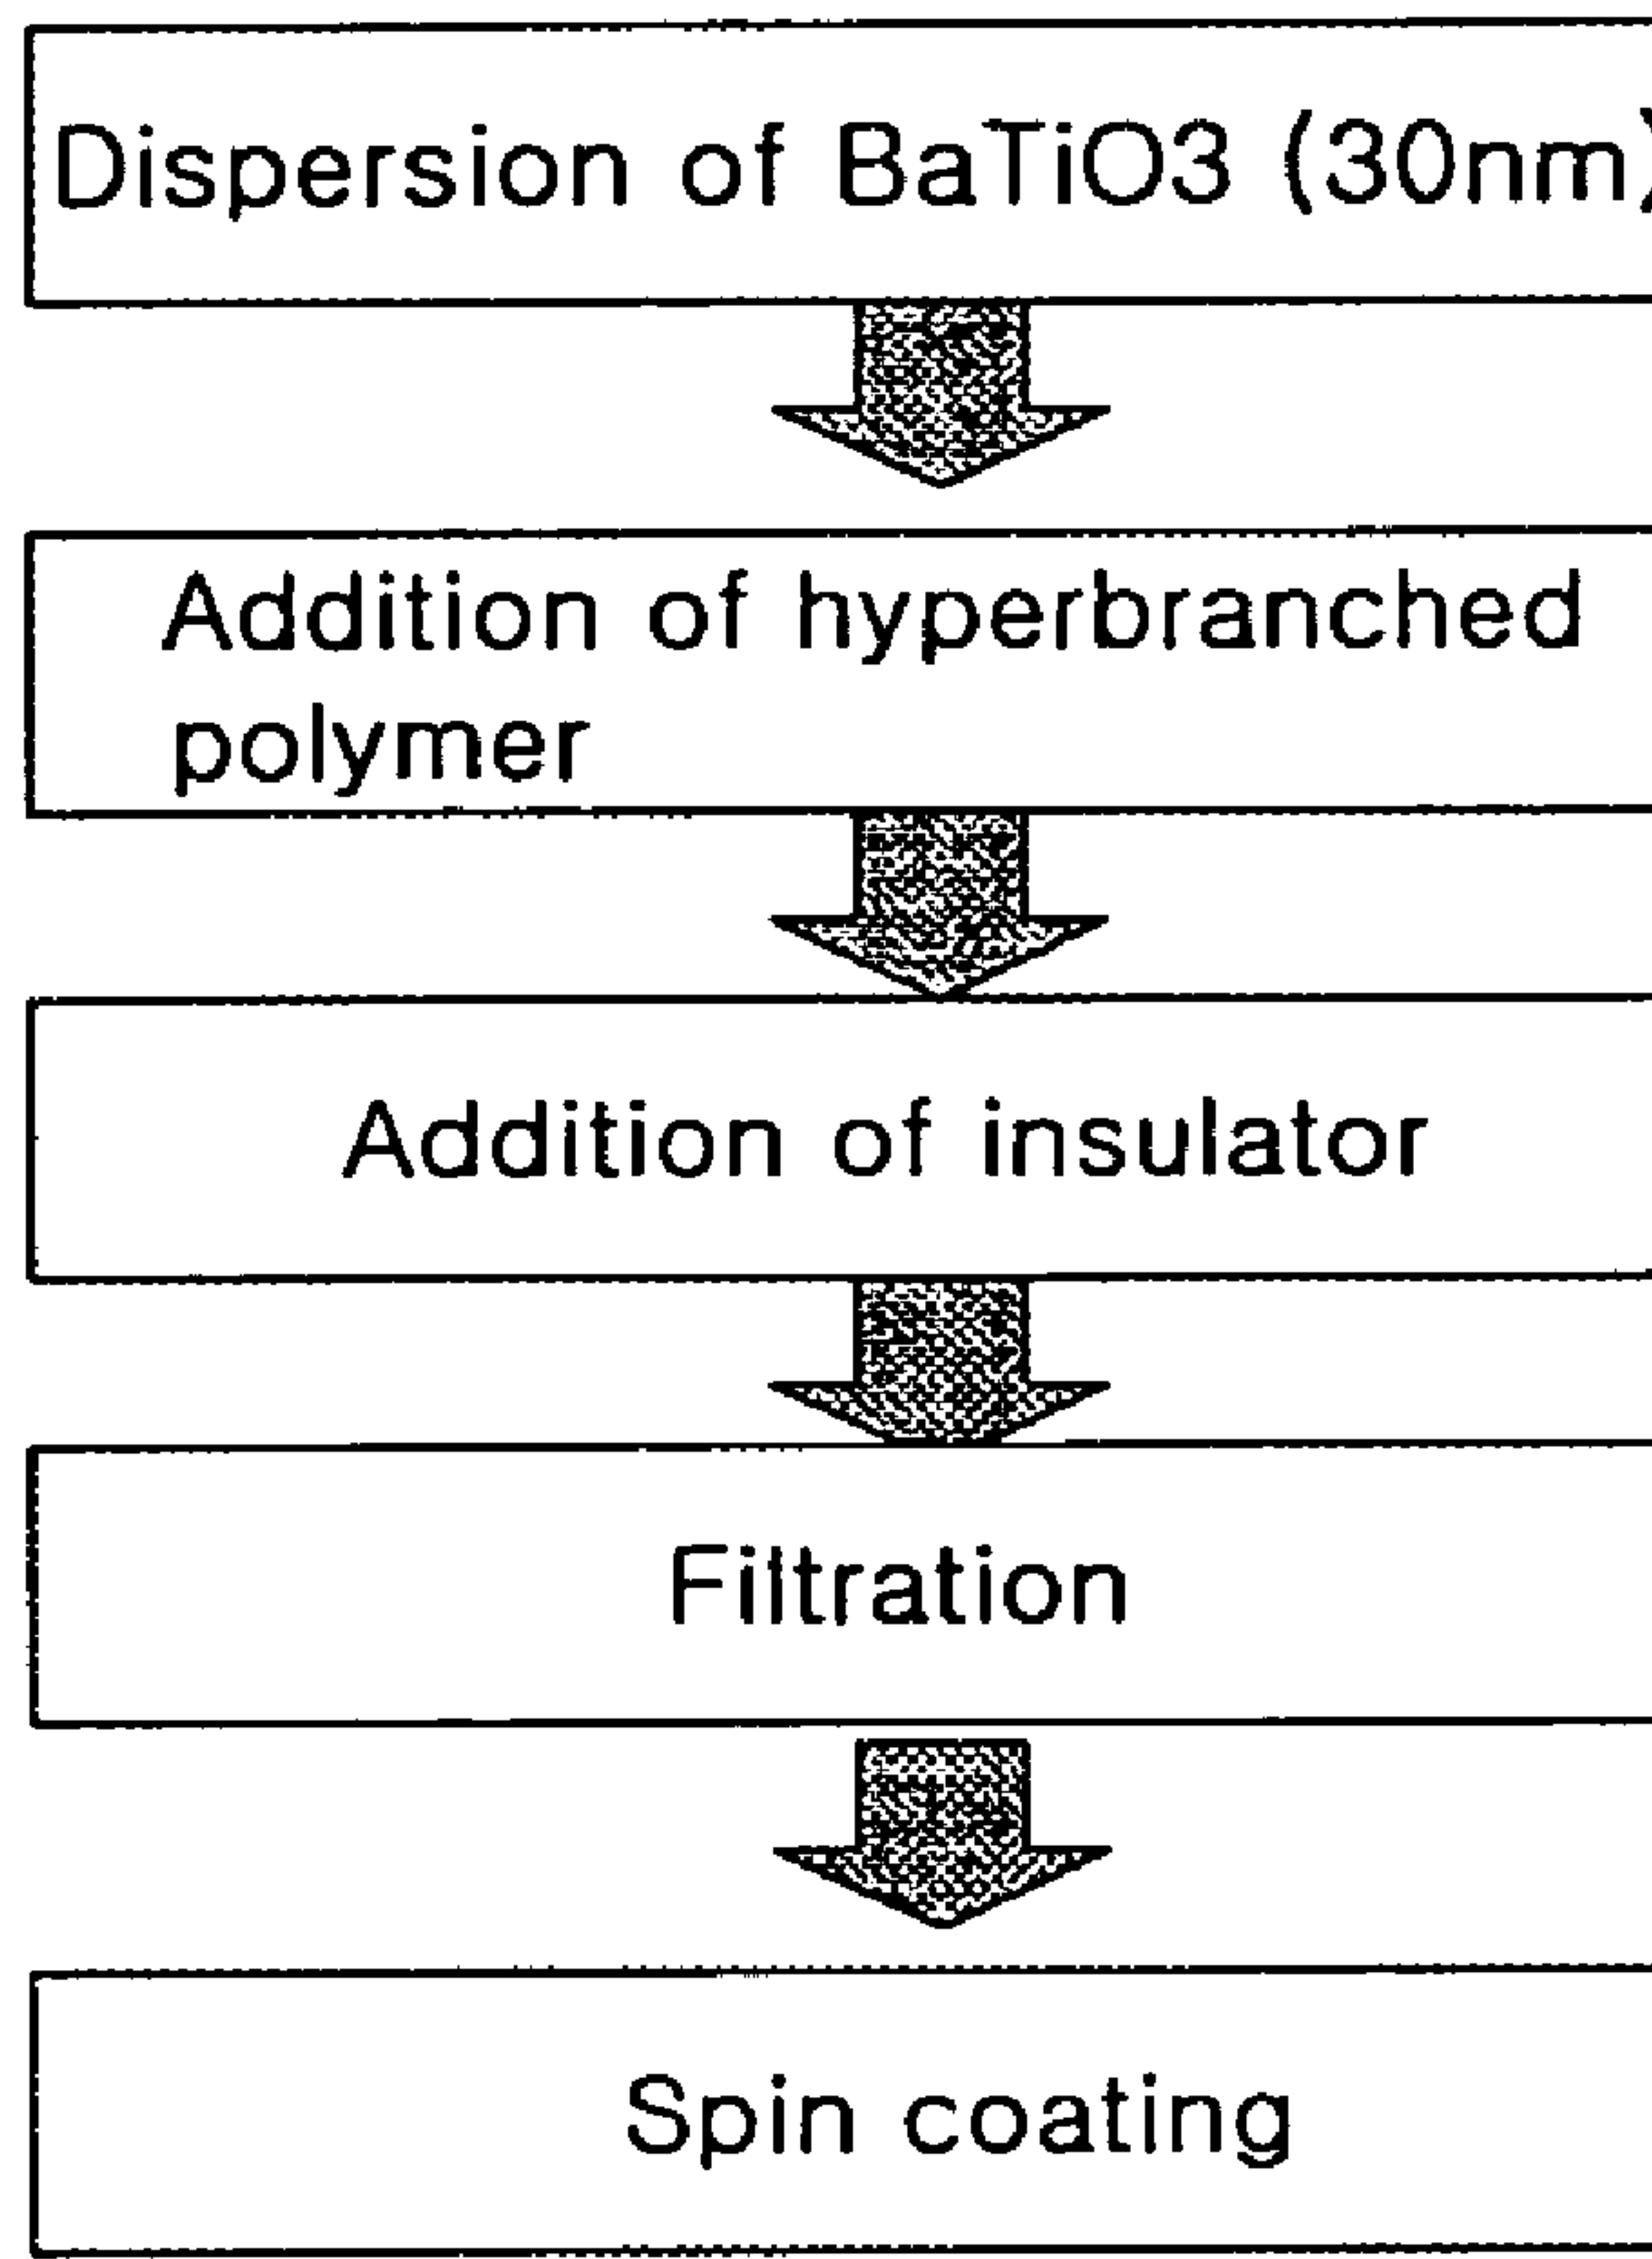 Dispersion of BaTiO3 (30nm)
Addition of hyperbranched
polymer
Addition of insulator
Filtration
Spin coating